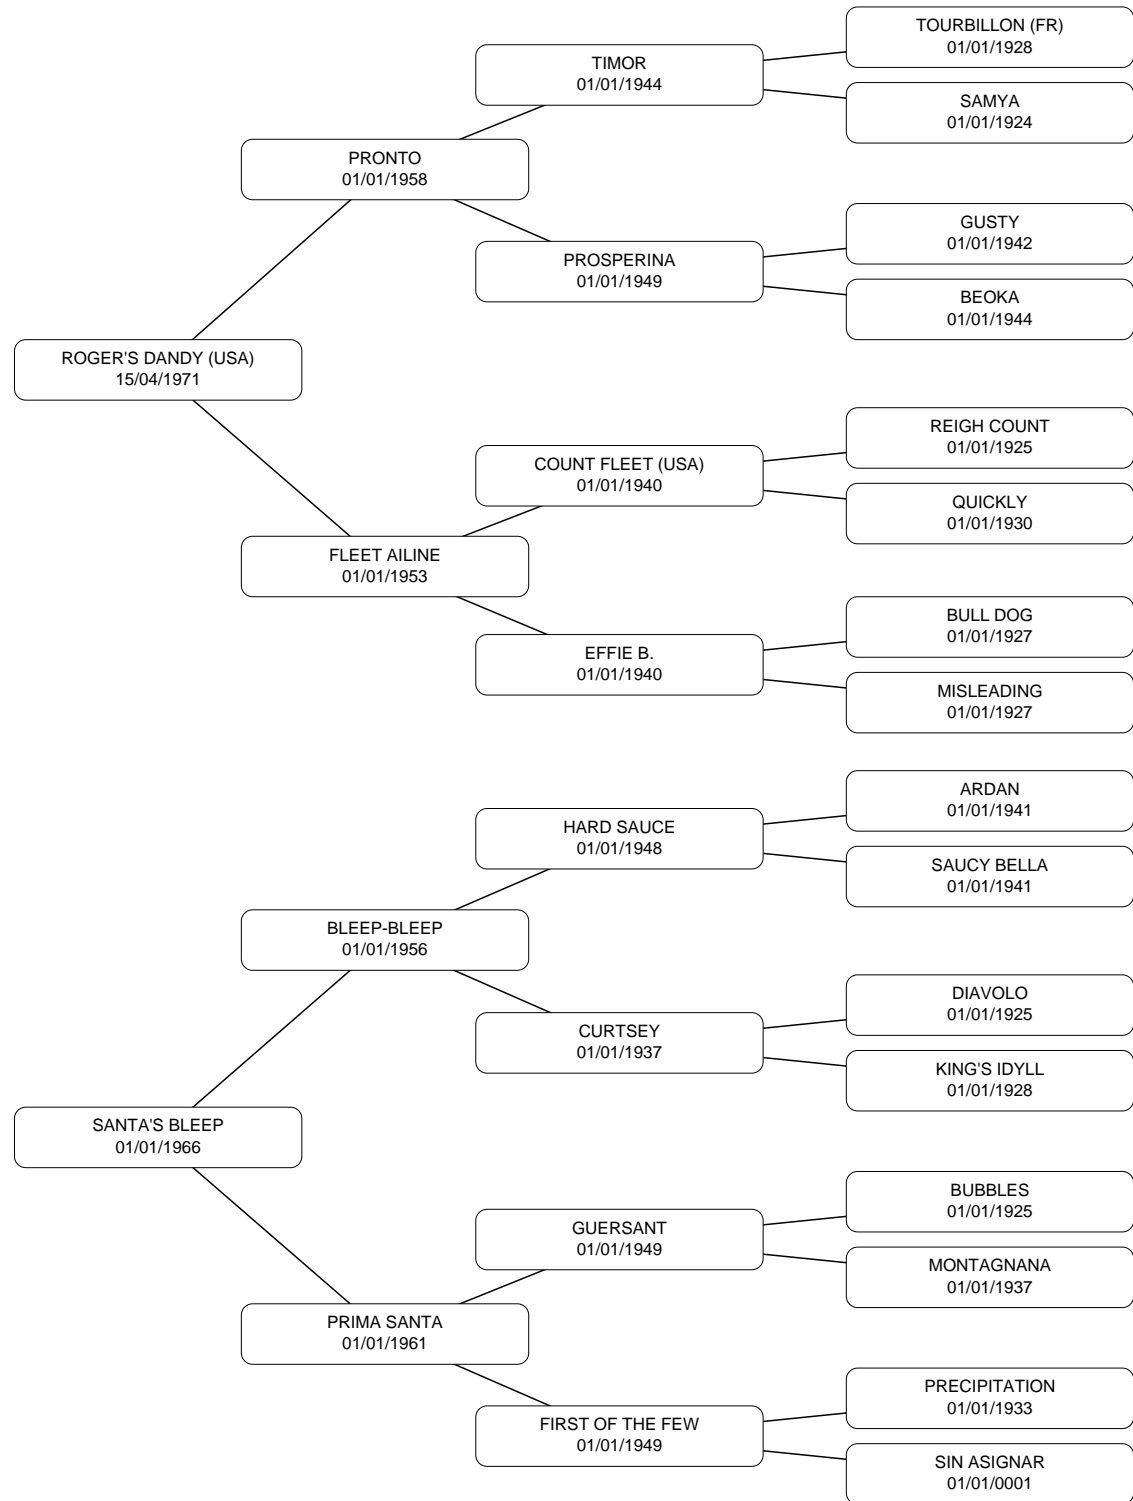 TOURBILLON (FR)
01/01/1928
TIMOR
01/01/1944
SAMYA
01/01/1924
PRONTO
01/01/1958
GUSTY
01/01/1942
PROSPERINA
01/01/1949
BEOKA
01/01/1944
ROGER'S DANDY (USA)
15/04/1971
REIGH COUNT
01/01/1925
COUNT FLEET (USA)
01/01/1940
QUICKLY
01/01/1930
FLEET AILINE
01/01/1953
BULL DOG
01/01/1927
EFFIE B.
01/01/1940
MISLEADING
01/01/1927
ARDAN
01/01/1941
HARD SAUCE
01/01/1948
SAUCY BELLA
01/01/1941
BLEEP-BLEEP
01/01/1956
DIAVOLO
01/01/1925
CURTSEY
01/01/1937
KING'S IDYLL
01/01/1928
SANTA'S BLEEP
01/01/1966
BUBBLES
01/01/1925
GUERSANT
01/01/1949
MONTAGNANA
01/01/1937
PRIMA SANTA
01/01/1961
PRECIPITATION
01/01/1933
FIRST OF THE FEW
01/01/1949
SIN ASIGNAR
01/01/0001